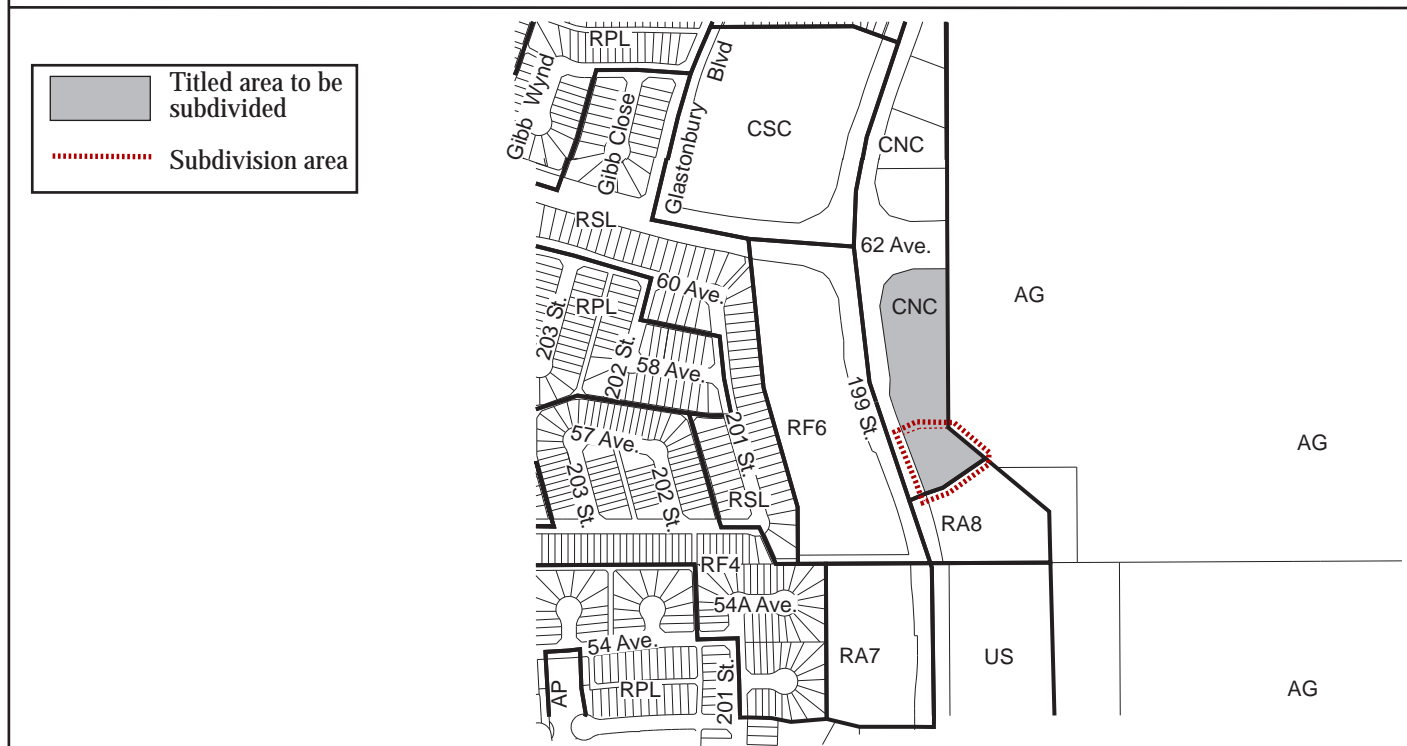 Titled area to be
subdivided
Subdivision area
RPL
Gibb Wynd
Gibb Close
Glastonbury Blvd
CSC
CNC
RSL
62 Ave.
60 Ave.
AG
CNC
RPL
203 St.
202 St.
58 Ave.
199 St.
RF6
201 St.
57 Ave.
AG
203 St.
202 St.
RSL
RA8
RF4
54A Ave.
54 Ave.
RA7
US
AP
RPL
201 St.
AG